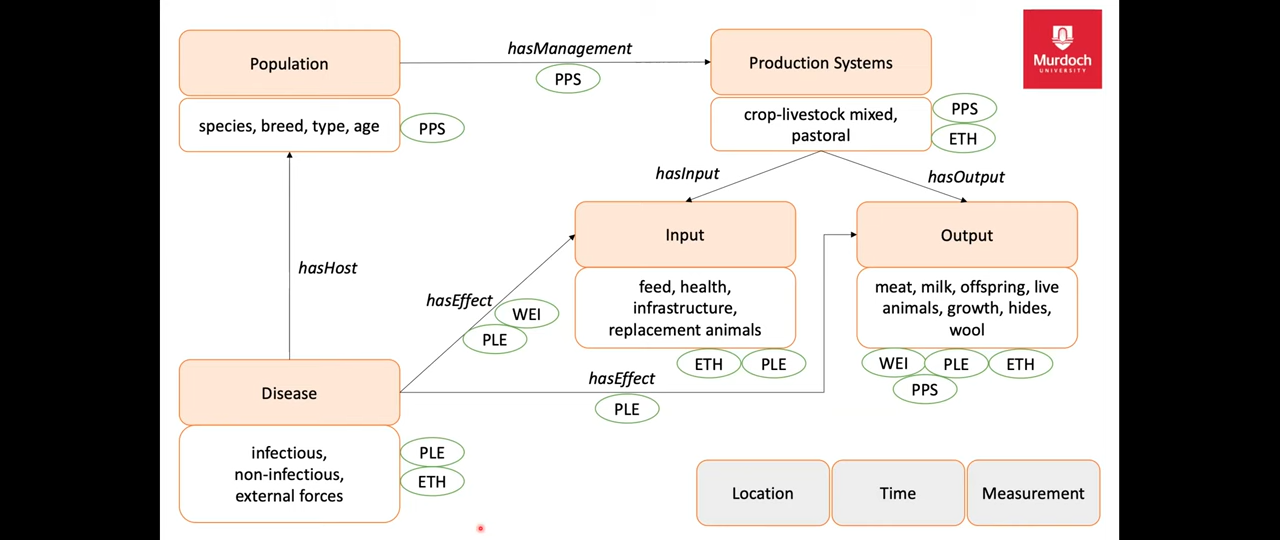 hasManagement
Population
PPS
Production Systems
Murdoch
UNIVERSITY
species, breed, type, age
PPS
crop-livestock mixed,
pastoral
PPS
ETH
hasInput
hasOutput
hasHost
Input
Output
hasEffect
WEI
PLE
feed, health,
infrastructure,
replacement animals
meat, milk, offspring, live
animals, growth, hides,
wool
ETH
PLE
WEI
PLE
ETH
PPS
Disease
hasEffect
PLE
infectious,
non-infectious,
external forces
PLE
ETH
Location
Time
Measurement